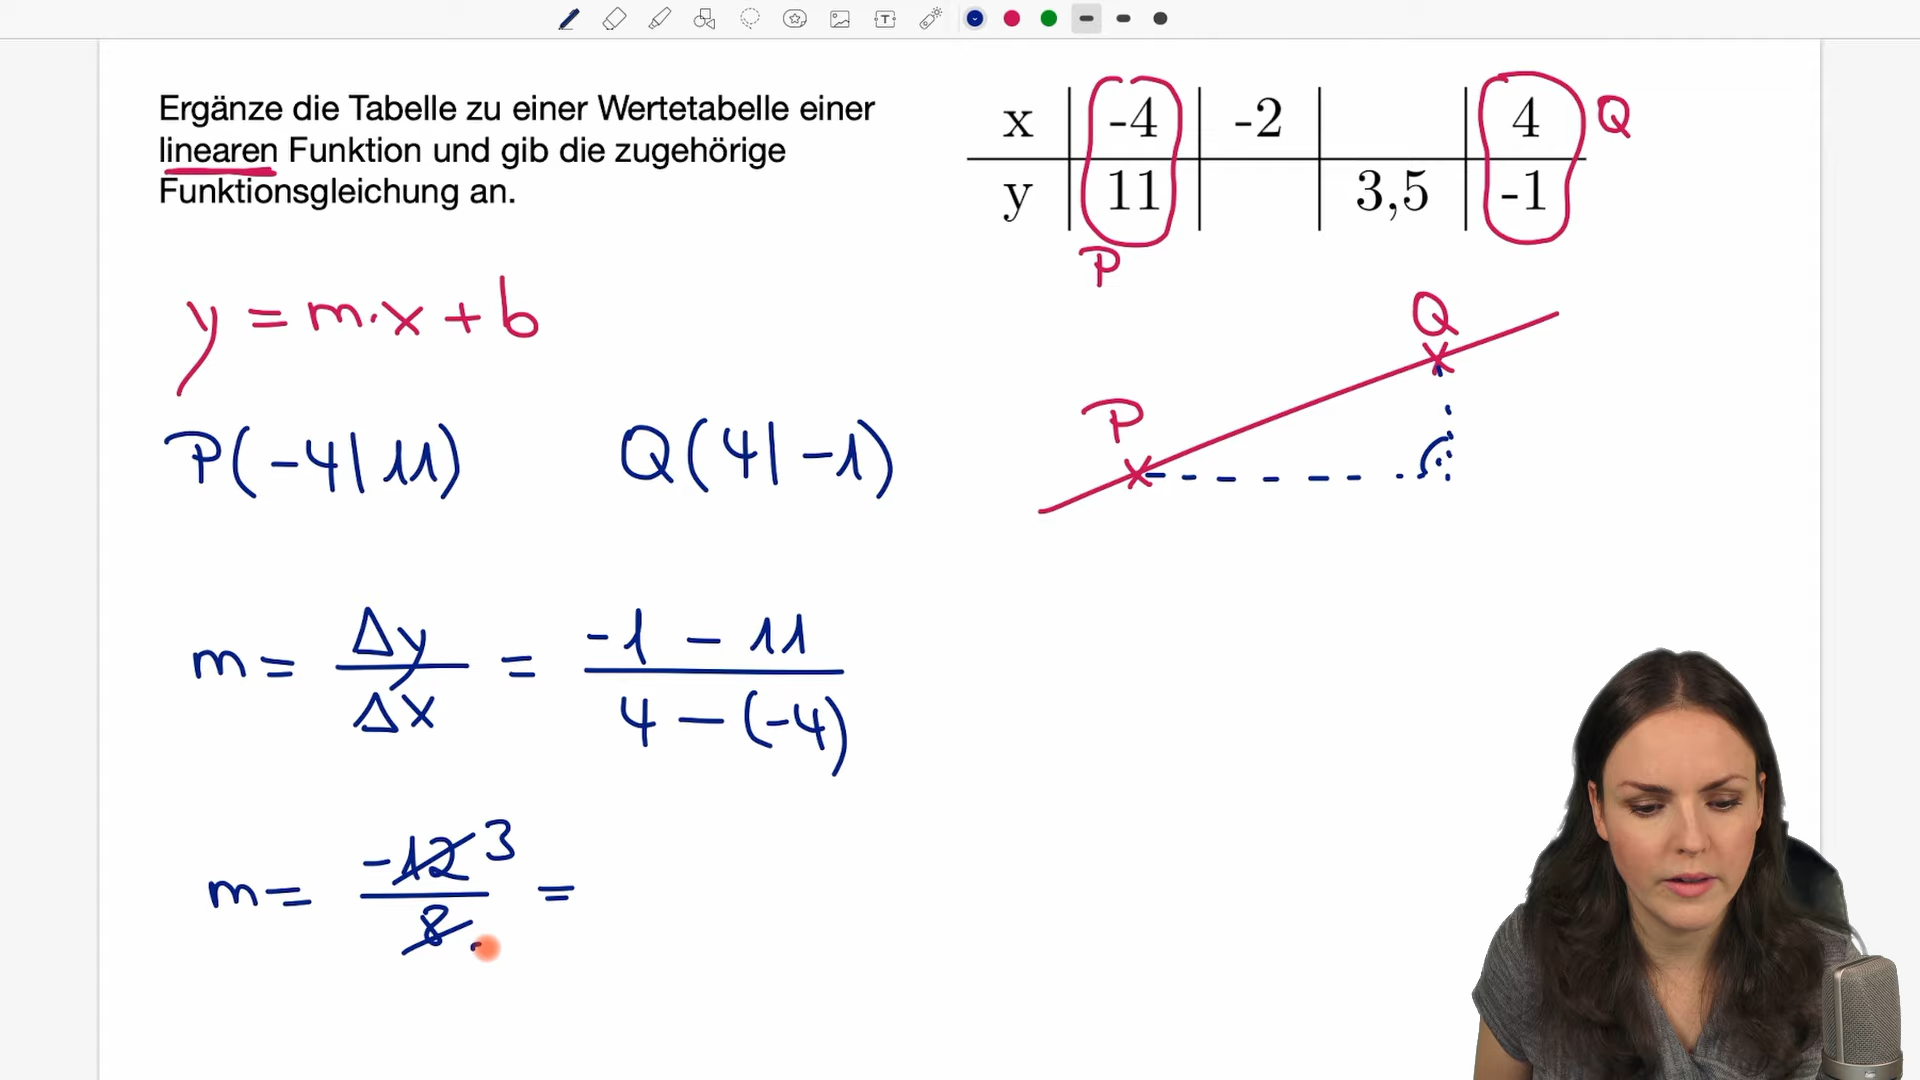 Ergänze die Tabelle zu einer Wertetabelle einer
linearen Funktion und gib die zugehörige
Funktionsgleichung an.
x -4 -2 4 Q
y 11 3,5 -1
P
y = m·x + b
Q
P
P(-4|11) Q(4|-1)
m = Δy/Δx = -1 - 11/4 - (-4)
m = -12 3/8 =